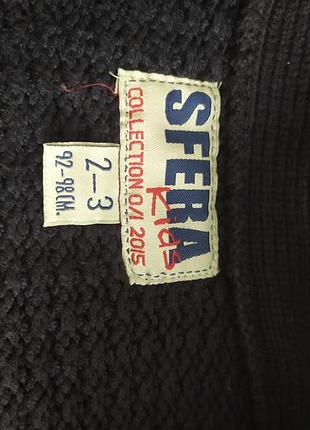 SFERA
Kids
COLLECTION O/I. 2015
2-3
92-98CM.